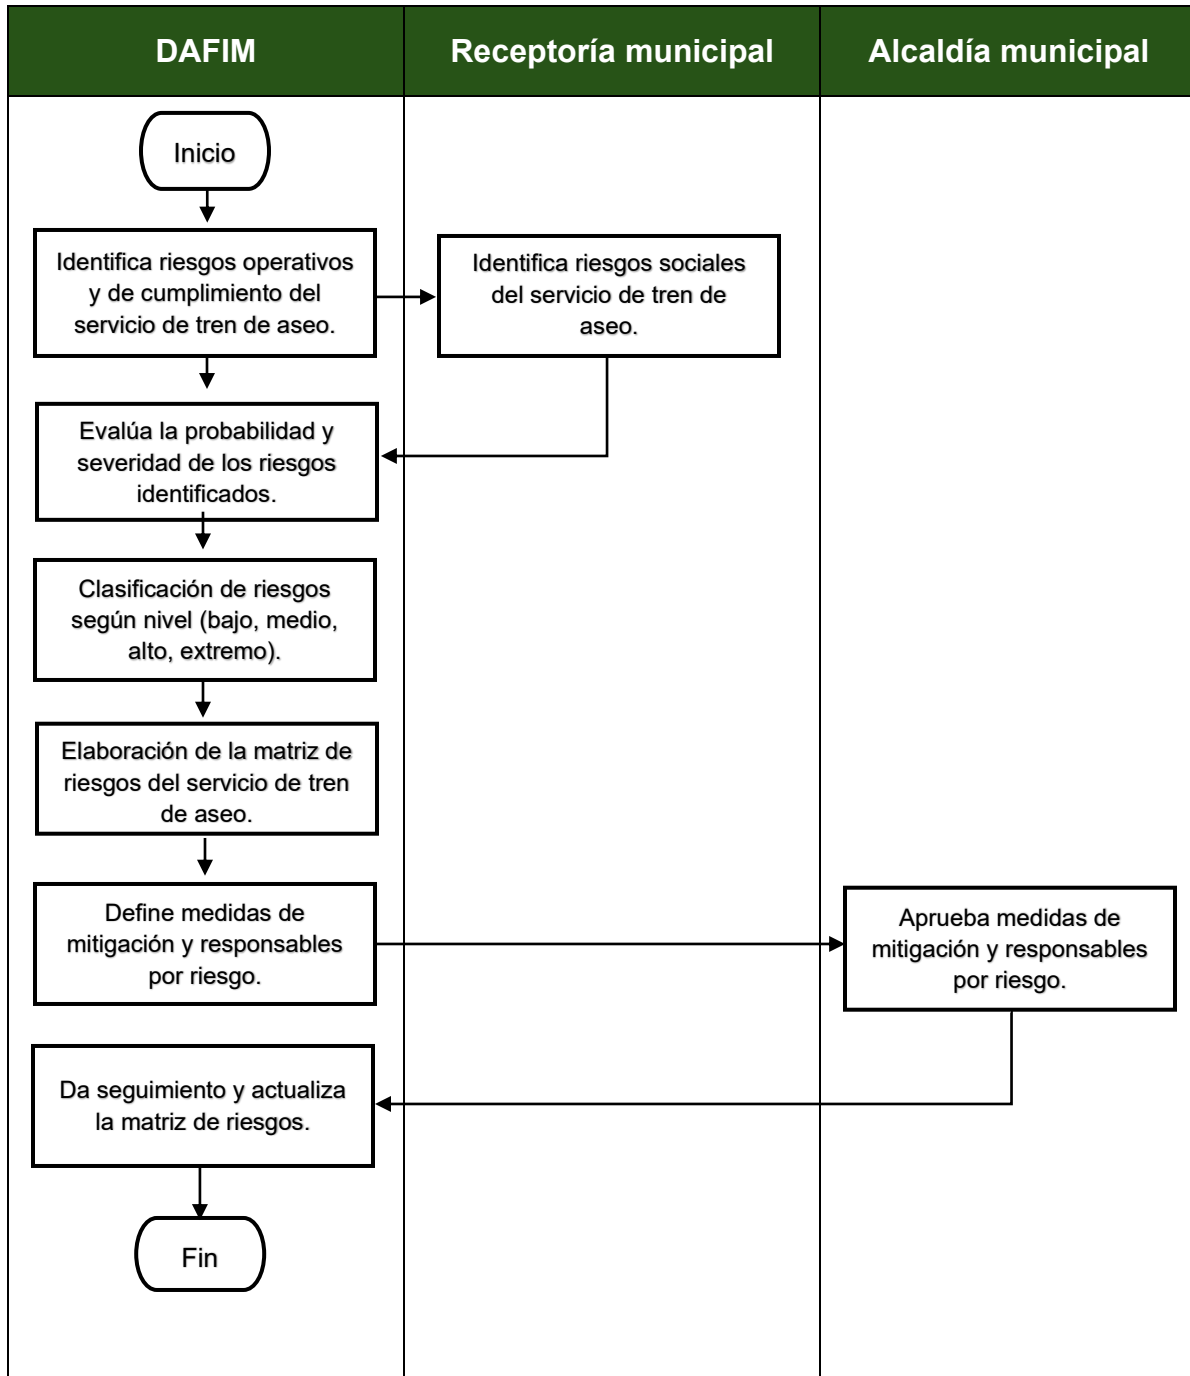 DAFIM
Receptoría municipal
Alcaldía municipal
Inicio
Identifica riesgos operativos
y de cumplimiento del
servicio de tren de aseo.
Identifica riesgos sociales
del servicio de tren de
aseo.
Evalúa la probabilidad y
severidad de los riesgos
identificados.
Clasificación de riesgos
según nivel (bajo, medio,
alto, extremo).
Elaboración de la matriz de
riesgos del servicio de tren
de aseo.
Define medidas de
mitigación y responsables
por riesgo.
Aprueba medidas de
mitigación y responsables
por riesgo.
Da seguimiento y actualiza
la matriz de riesgos.
Fin